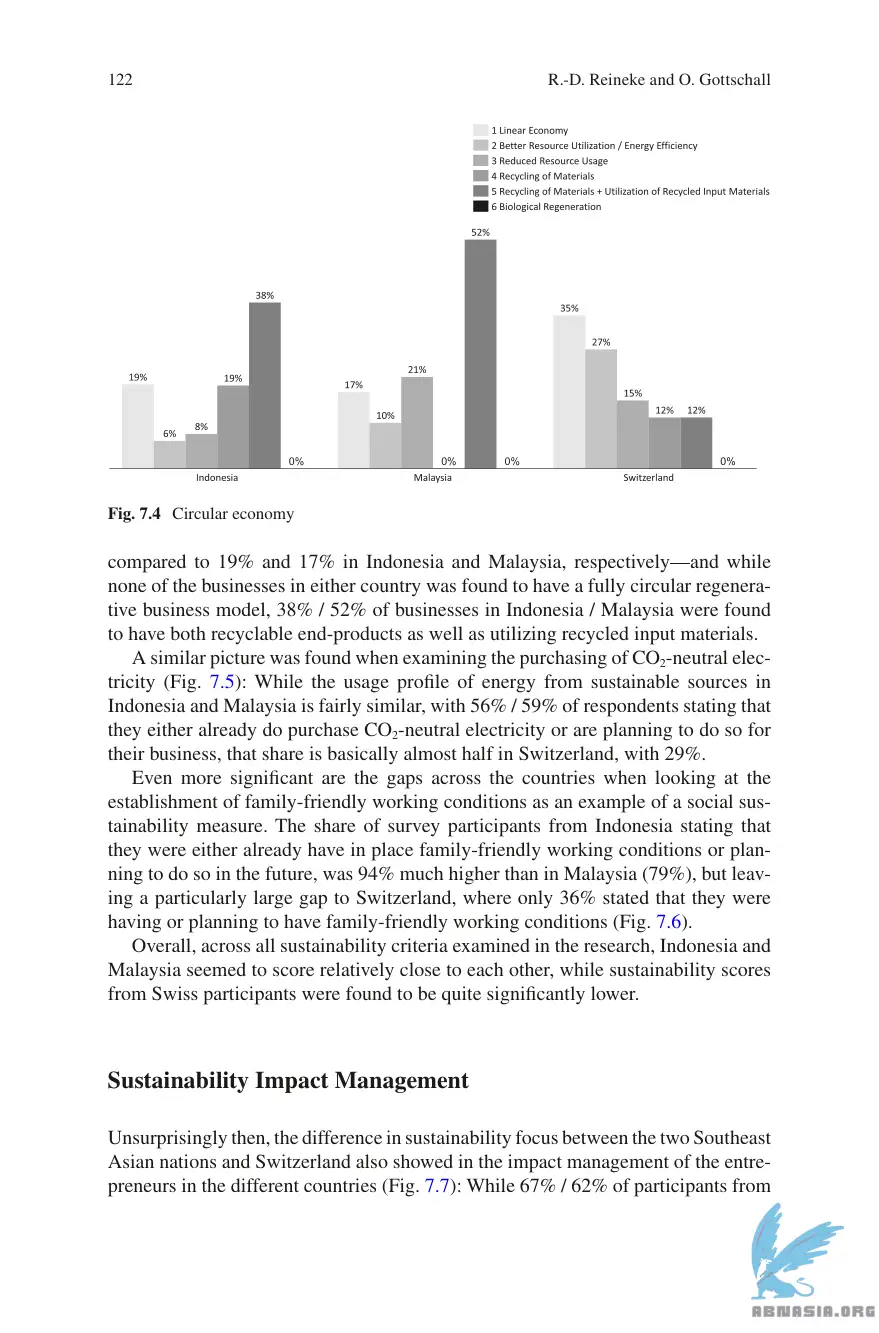 122
R.-D. Reineke and O. Gottschall
1 Linear Economy
2 Better Resource Utilization / Energy Efficiency
3 Reduced Resource Usage
4 Recycling of Materials
5 Recycling of Materials + Utilization of Recycled Input Materials
6 Biological Regeneration
19%
6%
8%
19%
38%
0%
17%
10%
21%
0%
52%
0%
35%
27%
15%
12%
12%
0%
Indonesia
Malaysia
Switzerland
Fig. 7.4 Circular economy
compared to 19% and 17% in Indonesia and Malaysia, respectively—and while
none of the businesses in either country was found to have a fully circular regenera-
tive business model, 38% / 52% of businesses in Indonesia / Malaysia were found
to have both recyclable end-products as well as utilizing recycled input materials.
A similar picture was found when examining the purchasing of CO₂-neutral elec-
tricity (Fig. 7.5): While the usage profile of energy from sustainable sources in
Indonesia and Malaysia is fairly similar, with 56% / 59% of respondents stating that
they either already do purchase CO₂-neutral electricity or are planning to do so for
their business, that share is basically almost half in Switzerland, with 29%.
Even more significant are the gaps across the countries when looking at the
establishment of family-friendly working conditions as an example of a social sus-
tainability measure. The share of survey participants from Indonesia stating that
they were either already have in place family-friendly working conditions or plan-
ning to do so in the future, was 94% much higher than in Malaysia (79%), but leav-
ing a particularly large gap to Switzerland, where only 36% stated that they were
having or planning to have family-friendly working conditions (Fig. 7.6).
Overall, across all sustainability criteria examined in the research, Indonesia and
Malaysia seemed to score relatively close to each other, while sustainability scores
from Swiss participants were found to be quite significantly lower.
Sustainability Impact Management
Unsurprisingly then, the difference in sustainability focus between the two Southeast
Asian nations and Switzerland also showed in the impact management of the entre-
preneurs in the different countries (Fig. 7.7): While 67% / 62% of participants from
ABNASIA.ORG